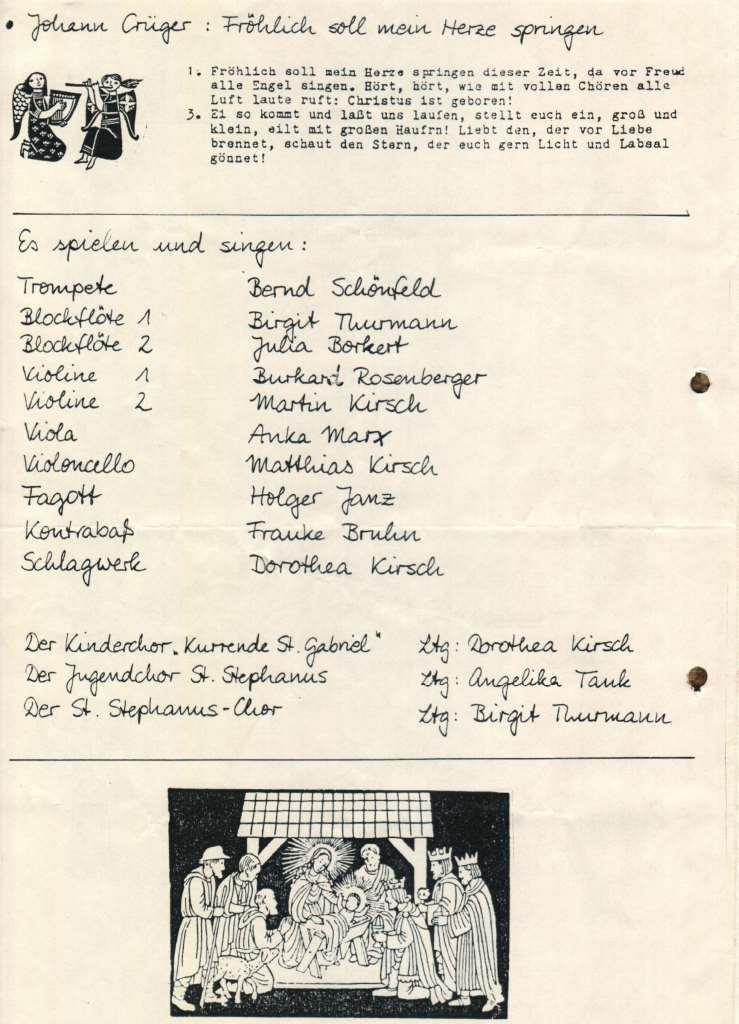 • Johann Crüger : Fröhlich soll mein Herze springen
1. Fröhlich soll mein Herze springen dieser Zeit, da vor Freud
alle Engel singen. Hört, hört, wie mit vollen Chören alle
Luft laute ruft: Christus ist geboren!
3. Ei so kommt und laßt uns laufen, stellt euch ein, groß und
klein, eilt mit großen Haufrn! Liebt den, der vor Liebe
brennet, schaut den Stern, der euch gern Licht und Labsal
gönnet!
Es spielen und singen :
Trompete Bernd Schönfeld
Blockflöte 1 Birgit Thurmann
Blockflöte 2 Julia Borkert
Violine 1 Burkard Rosenberger
Violine 2 Martin Kirsch
Viola Anka Marx
Violoncello Matthias Kirsch
Fagott Holger Janz
Kontrabaß Frauke Bruhn
Schlagwerk Dorothea Kirsch
Der Kinderchor „Kurrende St. Gabriel" Ltg: Dorothea Kirsch
Der Jugendchor St. Stephanus Ltg: Angelika Tank
Der St. Stephanus-Chor Ltg: Birgit Thurmann